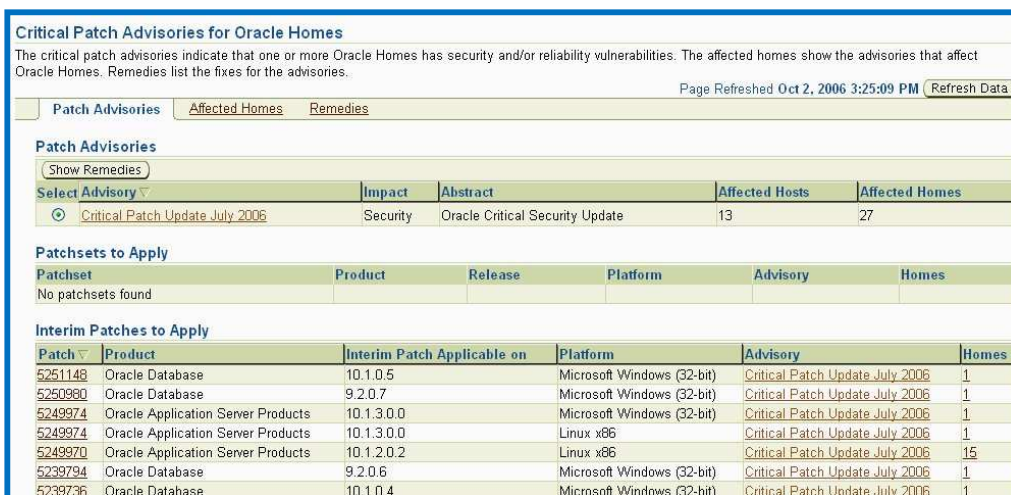 Critical Patch Advisories for Oracle Homes
The critical patch advisories indicate that one or more Oracle Homes has security and/or reliability vulnerabilities. The affected homes show the advisories that affect
Oracle Homes. Remedies list the fixes for the advisories.
Page Refreshed Oct 2, 2006 3:25:09 PM Refresh Data
Patch Advisories Affected Homes Remedies
Patch Advisories
Show Remedies
Select Advisory Impact Abstract Affected Hosts Affected Homes
Critical Patch Update July 2006 Security Oracle Critical Security Update 13 27
Patchsets to Apply
Patchset Product Release Platform Advisory Homes
No patchsets found
Interim Patches to Apply
Patch Product Interim Patch Applicable on Platform Advisory Homes
5251148 Oracle Database 10.1.0.5 Microsoft Windows (32-bit) Critical Patch Update July 2006 1
5250980 Oracle Database 9.2.0.7 Microsoft Windows (32-bit) Critical Patch Update July 2006 1
5249974 Oracle Application Server Products 10.1.3.0.0 Microsoft Windows (32-bit) Critical Patch Update July 2006 1
5249974 Oracle Application Server Products 10.1.3.0.0 Linux x86 Critical Patch Update July 2006 1
5249970 Oracle Application Server Products 10.1.2.0.2 Linux x86 Critical Patch Update July 2006 15
5239794 Oracle Database 9.2.0.6 Microsoft Windows (32-bit) Critical Patch Update July 2006 1
5239736 Oracle Database 10.1.0.4 Microsoft Windows (32-bit) Critical Patch Update July 2006 1